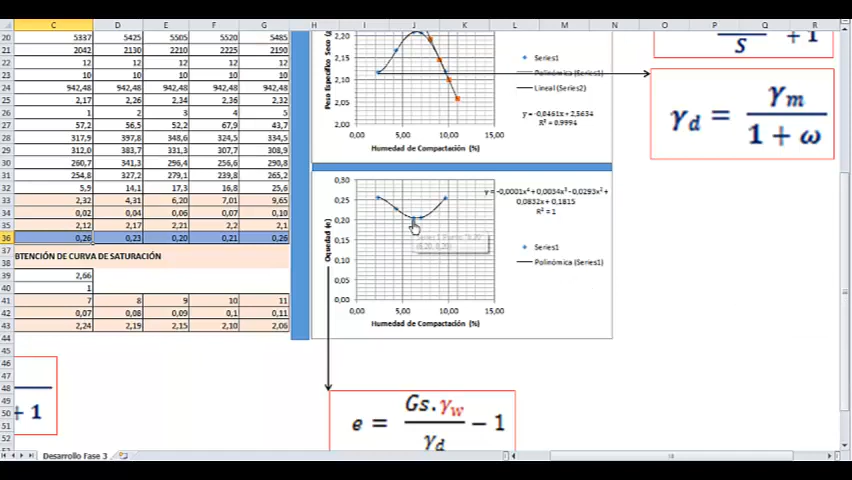 C D E F G H I J K L M N O P Q R
20 5337 5425 5505 5520 5485
21 2042 2130 2210 2225 2190
22 12 12 12 12 12
23 10 10 10 10 10
24 942,48 942,48 942,48 942,48 942,48
25 2,17 2,26 2,34 2,36 2,32
26 1 2 3 4 5
27 57,2 56,5 52,2 67,9 43,7
28 317,9 397,8 348,6 324,5 334,5
29 312,0 383,7 331,3 307,7 308,9
30 260,7 341,3 296,4 256,6 290,8
31 254,8 327,2 279,1 239,8 265,2
32 5,9 14,1 17,3 16,8 25,6
33 2,32 4,31 6,20 7,01 9,65
34 0,02 0,04 0,06 0,07 0,10
35 2,12 2,17 2,21 2,2 2,1
36 0,26 0,23 0,20 0,21 0,26
37 BTENCIÓN DE CURVA DE SATURACIÓN
38
39 2,66
40 1
41 7 8 9 10 11
42 0,07 0,08 0,09 0,1 0,11
43 2,24 2,19 2,15 2,10 2,06
44
45
46
47
48
49
50
51
52
+ 1
Peso Específico Seco
2,20
2,15
2,10
2,05
2,00
0,00 5,00 10,00 15,00
Humedad de Compactación (%)
Series1
Polinómica (Series1)
Lineal (Series2)
y = -0,0461x + 2,5634
R² = 0.9994
Oquedad (e)
0,30
0,25
0,20
0,15
0,10
0,05
0,00
0,00 5,00 10,00 15,00
Humedad de Compactación (%)
y = -0,0001x⁴ + 0,0034x³ - 0,0293x² +
0,0832x + 0,1815
R² = 1
Series1
Polinómica (Series1)
S + 1
γd = γm / 1 + ω
e = Gs.γw / γd − 1
Desarrollo Fase 3